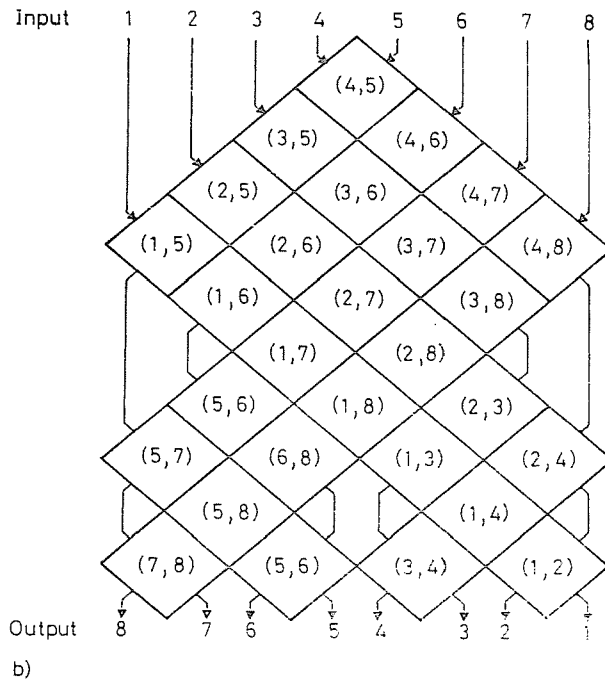 Input 1 2 3 4 5 6 7 8
(4,5)
(3,5) (4,6)
(2,5) (3,6) (4,7)
(1,5) (2,6) (3,7) (4,8)
(1,6) (2,7) (3,8)
(1,7) (2,8)
(5,6) (1,8) (2,3)
(5,7) (6,8) (1,3) (2,4)
(5,8) (1,4)
(7,8) (5,6) (3,4) (1,2)
Output 8 7 6 5 4 3 2 1
b)